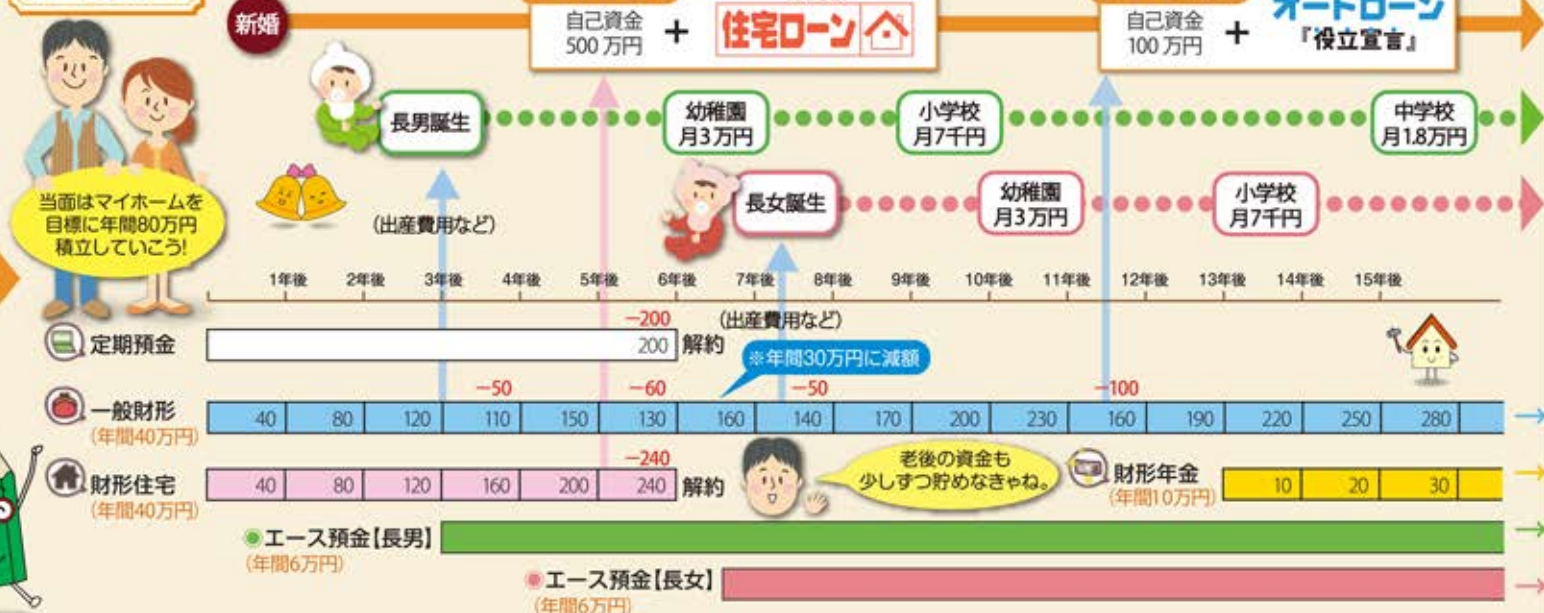 新婚
自己資金
500万円
+
住宅ローン
自己資金
100万円
+
オートローン
『役立宣言』
長男誕生
幼稚園
月3万円
小学校
月7千円
中学校
月1.8万円
当面はマイホームを
目標に年間80万円
積立していこう!
(出産費用など)
長女誕生
幼稚園
月3万円
小学校
月7千円
1年後 2年後 3年後 4年後 5年後 6年後 7年後 8年後 9年後 10年後 11年後 12年後 13年後 14年後 15年後
-200
(出産費用など)
定期預金
200 解約
※年間30万円に減額
-50 -60 -50 -100
一般財形
(年間40万円)
40 80 120 110 150 130 160 140 170 200 230 160 190 220 250 280
-240
財形住宅
(年間40万円)
40 80 120 160 200 240 解約
老後の資金も
少しずつ貯めなきゃね。
財形年金
(年間10万円)
10 20 30
エース預金【長男】
(年間6万円)
エース預金【長女】
(年間6万円)